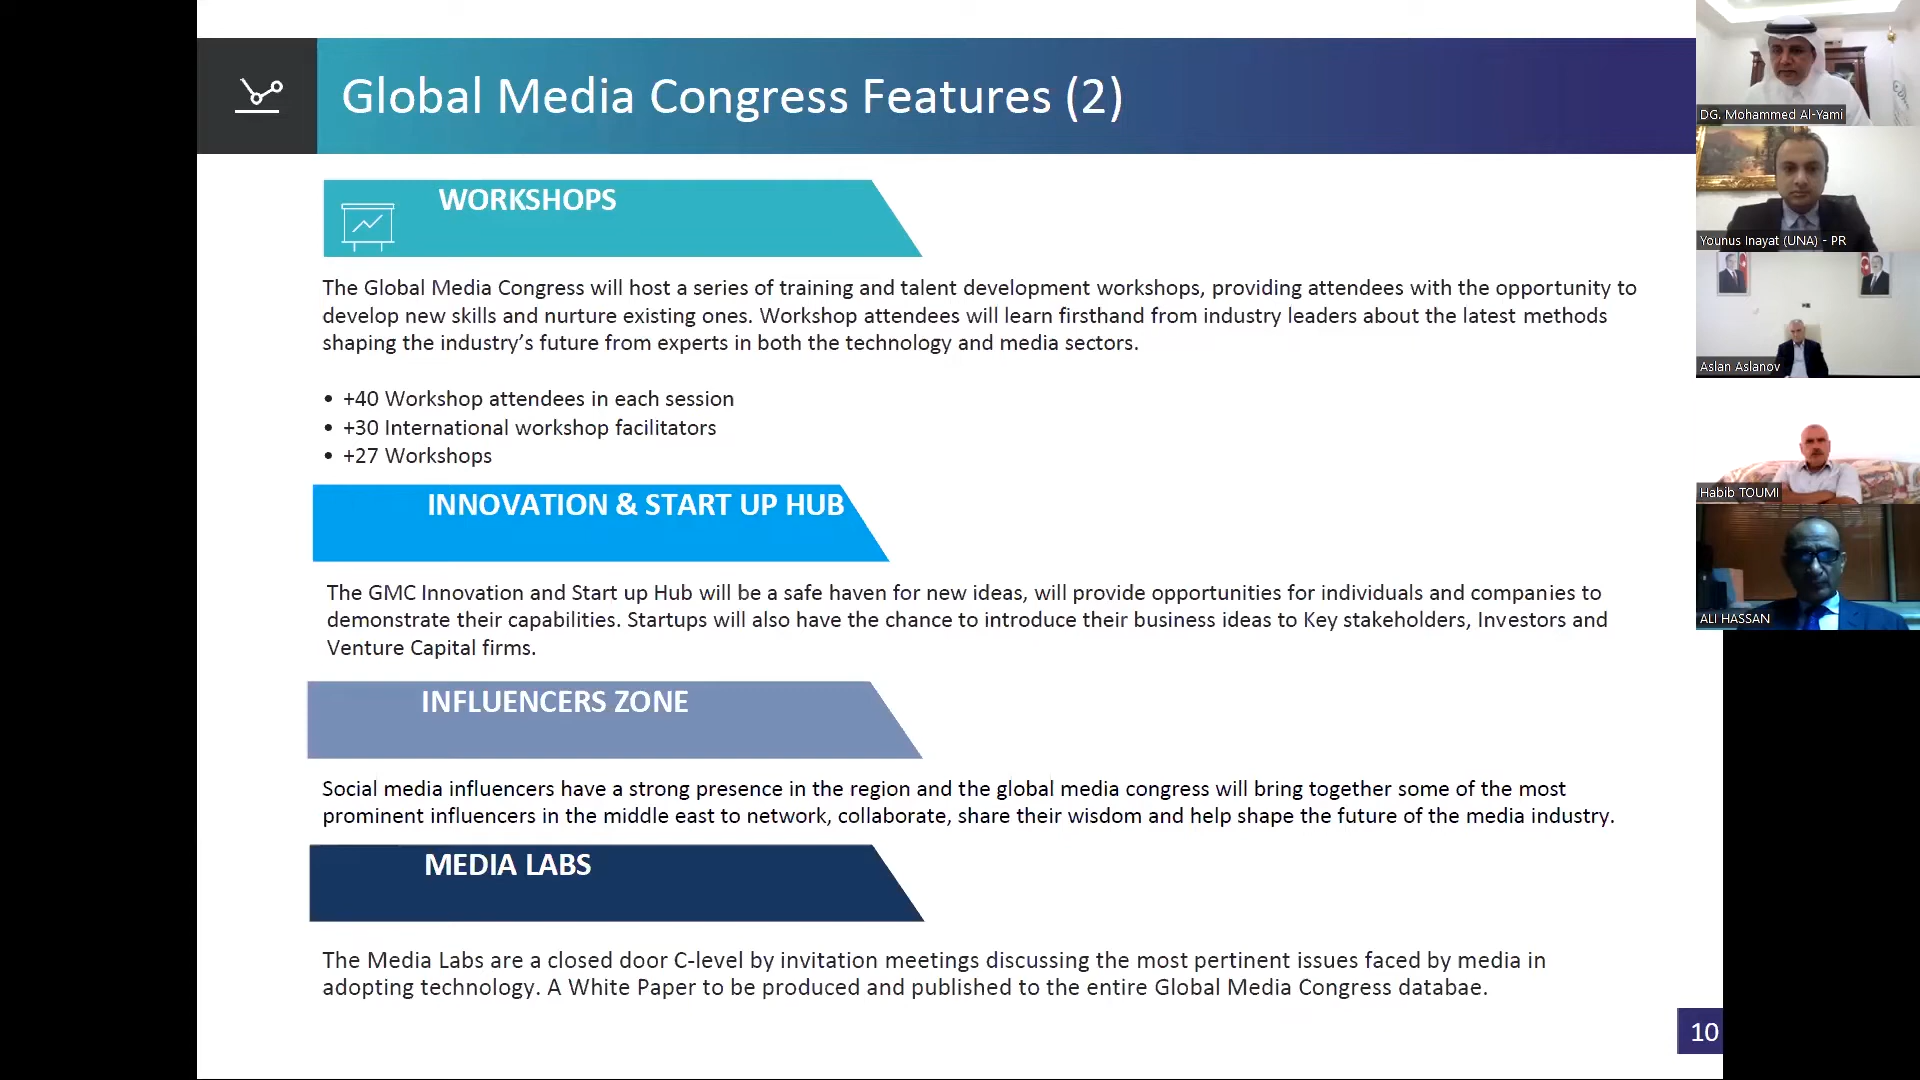 Global Media Congress Features (2)
WORKSHOPS
The Global Media Congress will host a series of training and talent development workshops, providing attendees with the opportunity to
develop new skills and nurture existing ones. Workshop attendees will learn firsthand from industry leaders about the latest methods
shaping the industry’s future from experts in both the technology and media sectors.
• +40 Workshop attendees in each session
• +30 International workshop facilitators
• +27 Workshops
INNOVATION & START UP HUB
The GMC Innovation and Start up Hub will be a safe haven for new ideas, will provide opportunities for individuals and companies to
demonstrate their capabilities. Startups will also have the chance to introduce their business ideas to Key stakeholders, Investors and
Venture Capital firms.
INFLUENCERS ZONE
Social media influencers have a strong presence in the region and the global media congress will bring together some of the most
prominent influencers in the middle east to network, collaborate, share their wisdom and help shape the future of the media industry.
MEDIA LABS
The Media Labs are a closed door C-level by invitation meetings discussing the most pertinent issues faced by media in
adopting technology. A White Paper to be produced and published to the entire Global Media Congress databae.
10
DG. Mohammed Al-Yami
Younus Inayat (UNA) - PR
Aslan Aslanov
Habib TOUMI
ALI HASSAN